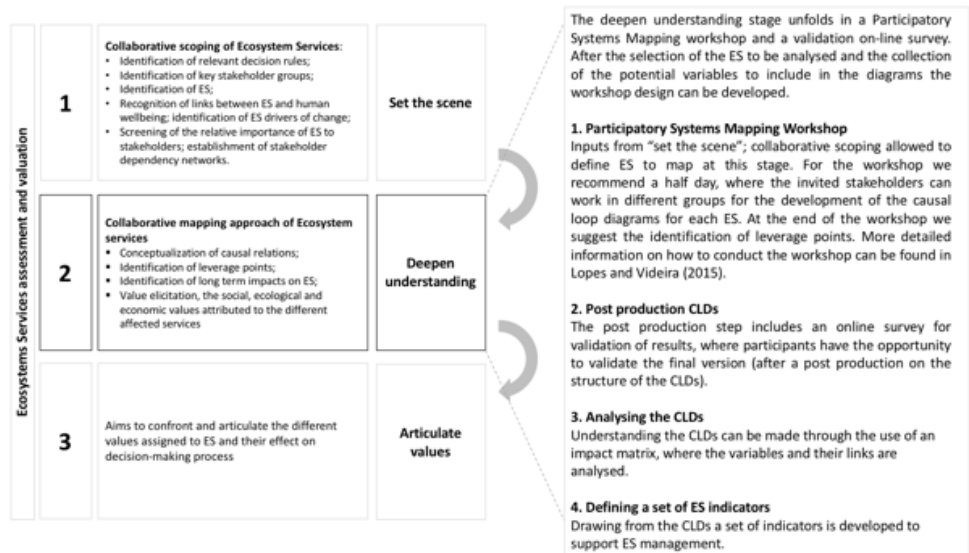 Ecosystems Services assessment and valuation
1
Collaborative scoping of Ecosystem Services:
• Identification of relevant decision rules;
• Identification of key stakeholder groups;
• Identification of ES;
• Recognition of links between ES and human
wellbeing; identification of ES drivers of change;
• Screening of the relative importance of ES to
stakeholders; establishment of stakeholder
dependency networks.
Set the scene
2
Collaborative mapping approach of Ecosystem
services
▪ Conceptualization of causal relations;
▪ Identification of leverage points;
▪ Identification of long term impacts on ES;
▪ Value elicitation, the social, ecological and
economic values attributed to the different
affected services
Deepen
understanding
3
Aims to confront and articulate the different
values assigned to ES and their effect on
decision-making process
Articulate
values
The deepen understanding stage unfolds in a Participatory
Systems Mapping workshop and a validation on-line survey.
After the selection of the ES to be analysed and the collection
of the potential variables to include in the diagrams the
workshop design can be developed.
1. Participatory Systems Mapping Workshop
Inputs from “set the scene”; collaborative scoping allowed to
define ES to map at this stage. For the workshop we
recommend a half day, where the invited stakeholders can
work in different groups for the development of the causal
loop diagrams for each ES. At the end of the workshop we
suggest the identification of leverage points. More detailed
information on how to conduct the workshop can be found in
Lopes and Videira (2015).
2. Post production CLDs
The post production step includes an online survey for
validation of results, where participants have the opportunity
to validate the final version (after a post production on the
structure of the CLDs).
3. Analysing the CLDs
Understanding the CLDs can be made through the use of an
impact matrix, where the variables and their links are
analysed.
4. Defining a set of ES indicators
Drawing from the CLDs a set of indicators is developed to
support ES management.